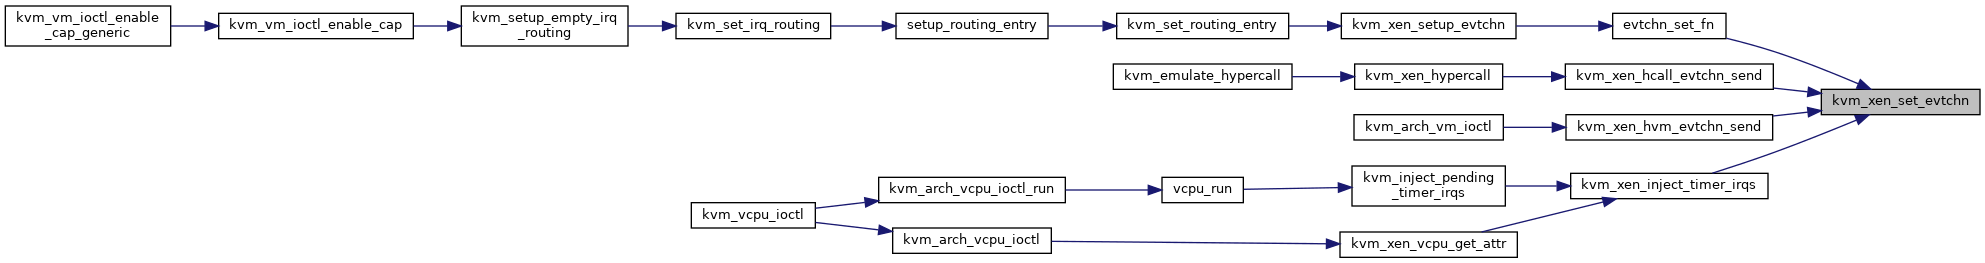 kvm_vm_ioctl_enable
_cap_generic
kvm_vm_ioctl_enable_cap
kvm_setup_empty_irq
_routing
kvm_set_irq_routing
setup_routing_entry
kvm_set_routing_entry
kvm_xen_setup_evtchn
evtchn_set_fn
kvm_emulate_hypercall
kvm_xen_hypercall
kvm_xen_hcall_evtchn_send
kvm_xen_set_evtchn
kvm_arch_vm_ioctl
kvm_xen_hvm_evtchn_send
kvm_arch_vcpu_ioctl_run
vcpu_run
kvm_inject_pending
_timer_irqs
kvm_xen_inject_timer_irqs
kvm_vcpu_ioctl
kvm_arch_vcpu_ioctl
kvm_xen_vcpu_get_attr